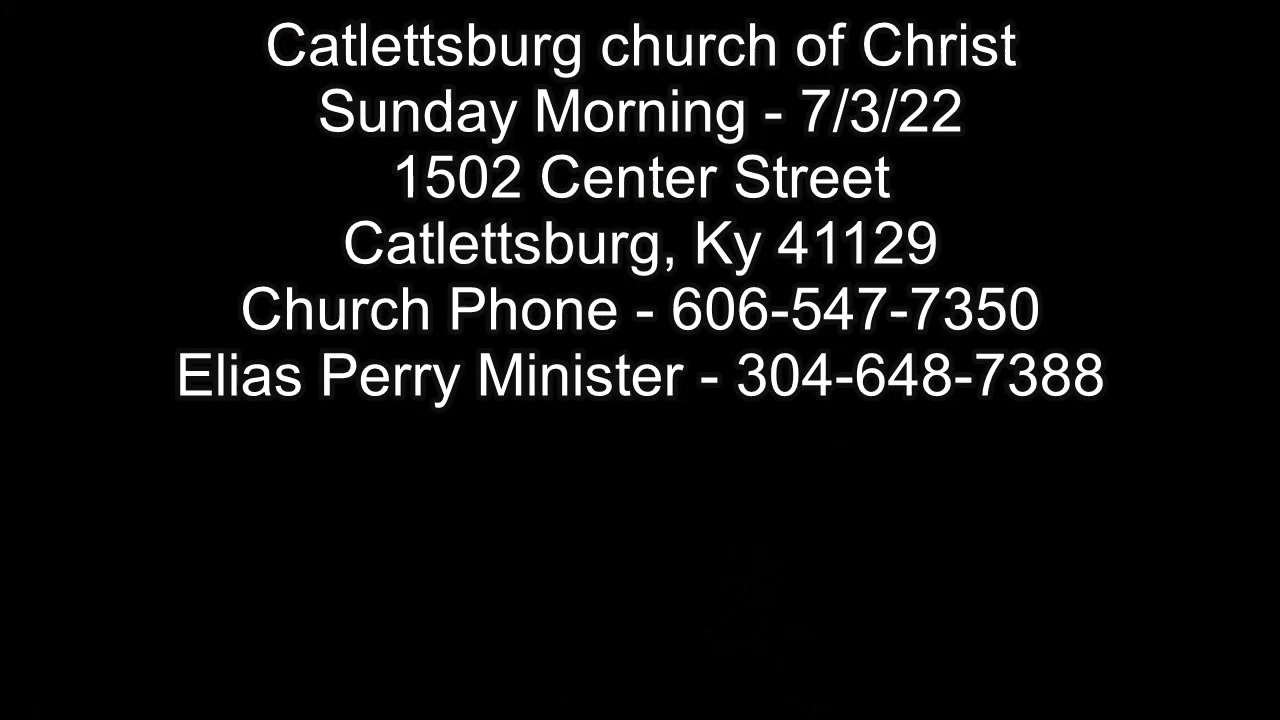 Catlettsburg church of Christ
Sunday Morning - 7/3/22
1502 Center Street
Catlettsburg, Ky 41129
Church Phone - 606-547-7350
Elias Perry Minister - 304-648-7388